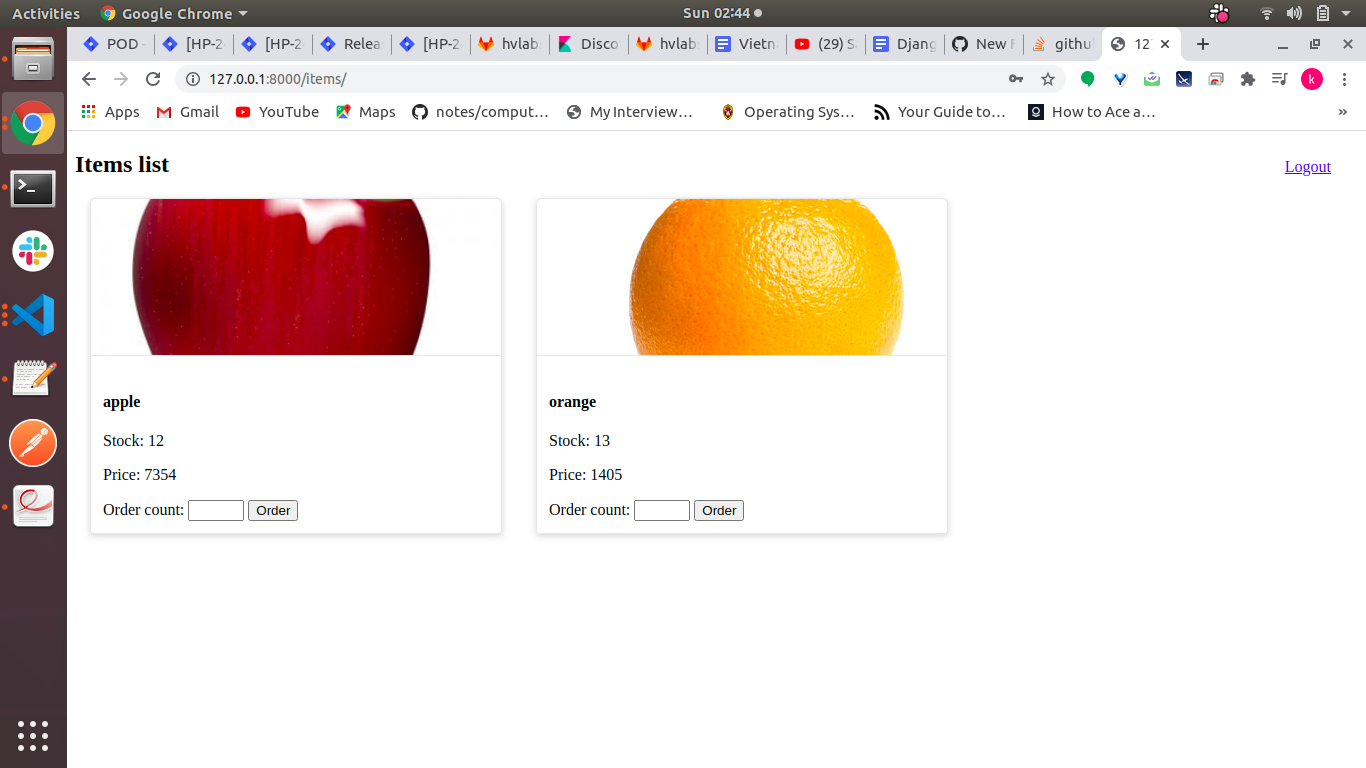 Activities Google Chrome Sun 02:44
POD - [HP-2 [HP-2 Relea [HP-2 hvlab Disco hvlab Vietn (29) S Djang New githu 12
127.0.0.1:8000/items/ k
Apps Gmail YouTube Maps notes/comput... My Interview... Operating Sys... Your Guide to... How to Ace a... »
Items list Logout
apple
Stock: 12
Price: 7354
Order count: Order
orange
Stock: 13
Price: 1405
Order count: Order